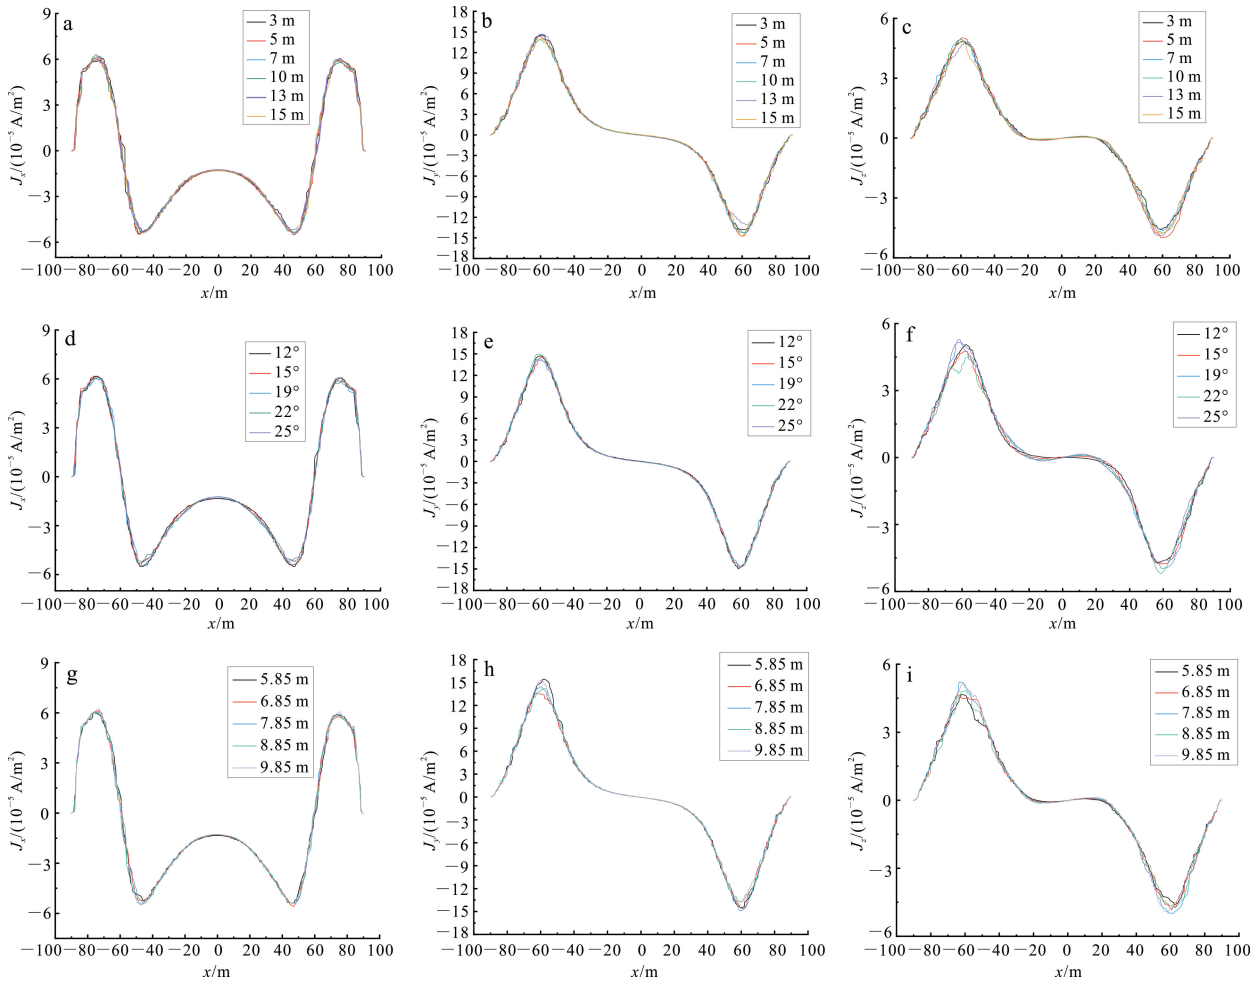 a
9
6
3
0
−3
−6
J_x/(10⁻⁵ A/m²)
3 m
5 m
7 m
10 m
13 m
15 m
−100 −80 −60 −40 −20 0 20 40 60 80 100
x/m
b
18
15
12
9
6
3
0
−3
−6
−9
−12
−15
−18
J_y/(10⁻⁵ A/m²)
3 m
5 m
7 m
10 m
13 m
15 m
−100 −80 −60 −40 −20 0 20 40 60 80 100
x/m
c
6
3
0
−3
−6
J_z/(10⁻⁵ A/m²)
3 m
5 m
7 m
10 m
13 m
15 m
−100 −80 −60 −40 −20 0 20 40 60 80 100
x/m
d
9
6
3
0
−3
−6
J_x/(10⁻⁵ A/m²)
12°
15°
19°
22°
25°
−100 −80 −60 −40 −20 0 20 40 60 80 100
x/m
e
18
15
12
9
6
3
0
−3
−6
−9
−12
−15
−18
J_y/(10⁻⁵ A/m²)
12°
15°
19°
22°
25°
−100 −80 −60 −40 −20 0 20 40 60 80 100
x/m
f
6
3
0
−3
−6
J_z/(10⁻⁵ A/m²)
12°
15°
19°
22°
25°
−100 −80 −60 −40 −20 0 20 40 60 80 100
x/m
g
9
6
3
0
−3
−6
J_x/(10⁻⁵ A/m²)
5.85 m
6.85 m
7.85 m
8.85 m
9.85 m
−100 −80 −60 −40 −20 0 20 40 60 80 100
x/m
h
18
15
12
9
6
3
0
−3
−6
−9
−12
−15
−18
J_y/(10⁻⁵ A/m²)
5.85 m
6.85 m
7.85 m
8.85 m
9.85 m
−100 −80 −60 −40 −20 0 20 40 60 80 100
x/m
i
6
3
0
−3
−6
J_z/(10⁻⁵ A/m²)
5.85 m
6.85 m
7.85 m
8.85 m
9.85 m
−100 −80 −60 −40 −20 0 20 40 60 80 100
x/m